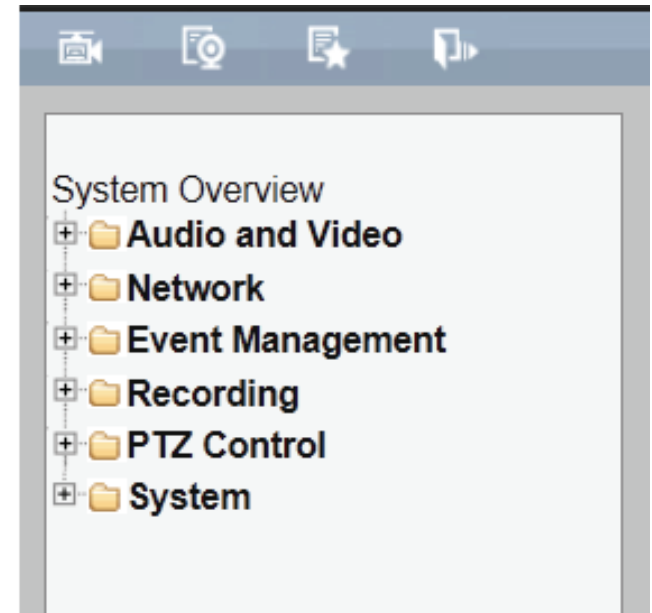 System Overview
Audio and Video
Network
Event Management
Recording
PTZ Control
System